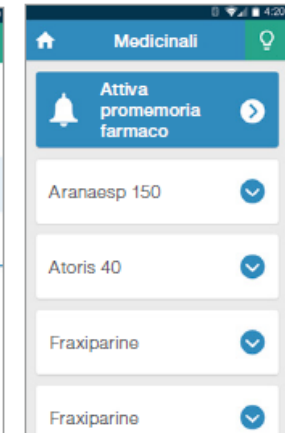 4:20
Medicinali
Attiva
promemoria
farmaco
Aranaesp 150
Atoris 40
Fraxiparine
Fraxiparine